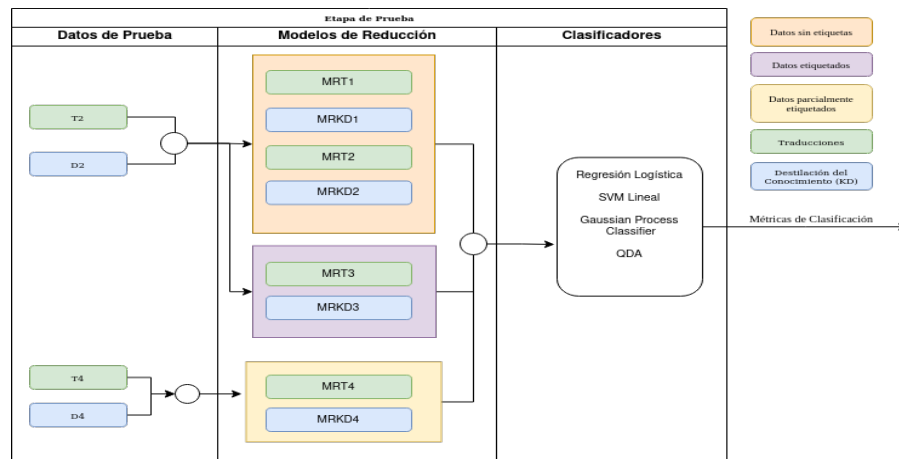 Etapa de Prueba
Datos de Prueba
Modelos de Reducción
Clasificadores
T2
D2
T4
D4
MRT1
MRKD1
MRT2
MRKD2
MRT3
MRKD3
MRT4
MRKD4
Regresión Logística
SVM Lineal
Gaussian Process
Classifier
QDA
Datos sin etiquetas
Datos etiquetados
Datos parcialmente
etiquetados
Traducciones
Destilación del
Conocimiento (KD)
Métricas de Clasificación